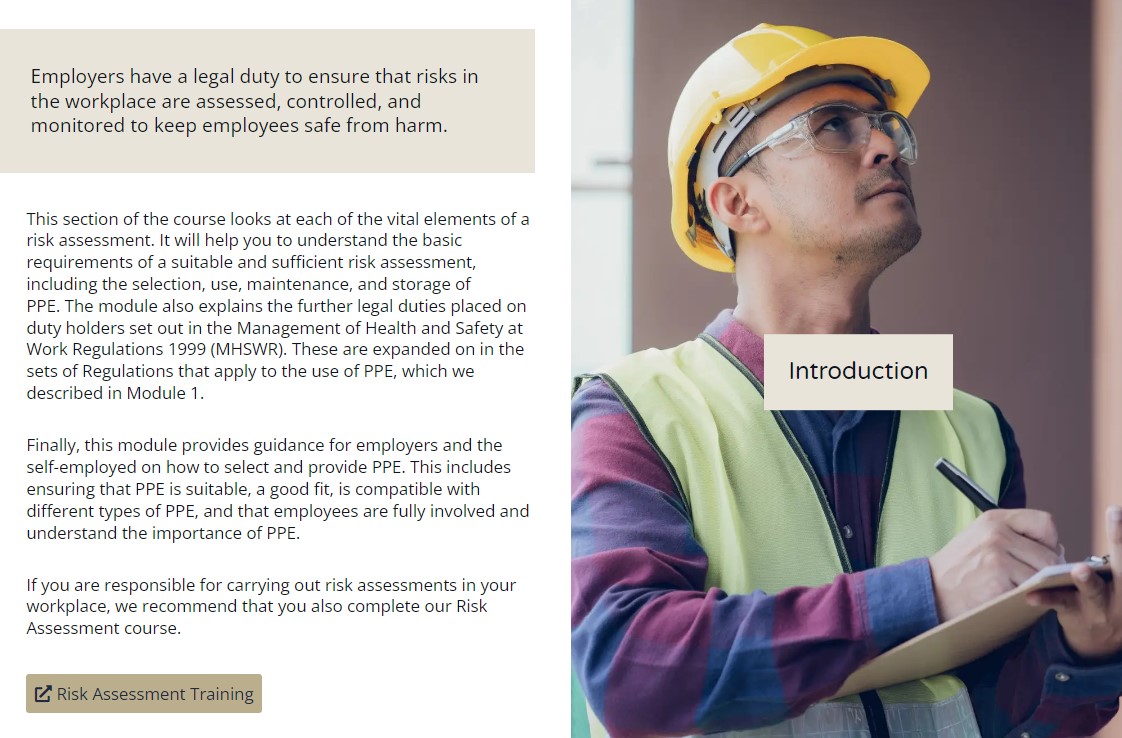 Employers have a legal duty to ensure that risks in
the workplace are assessed, controlled, and
monitored to keep employees safe from harm.
This section of the course looks at each of the vital elements of a
risk assessment. It will help you to understand the basic
requirements of a suitable and sufficient risk assessment,
including the selection, use, maintenance, and storage of
PPE. The module also explains the further legal duties placed on
duty holders set out in the Management of Health and Safety at
Work Regulations 1999 (MHSWR). These are expanded on in the
sets of Regulations that apply to the use of PPE, which we
described in Module 1.
Finally, this module provides guidance for employers and the
self-employed on how to select and provide PPE. This includes
ensuring that PPE is suitable, a good fit, is compatible with
different types of PPE, and that employees are fully involved and
understand the importance of PPE.
If you are responsible for carrying out risk assessments in your
workplace, we recommend that you also complete our Risk
Assessment course.
Risk Assessment Training
Introduction